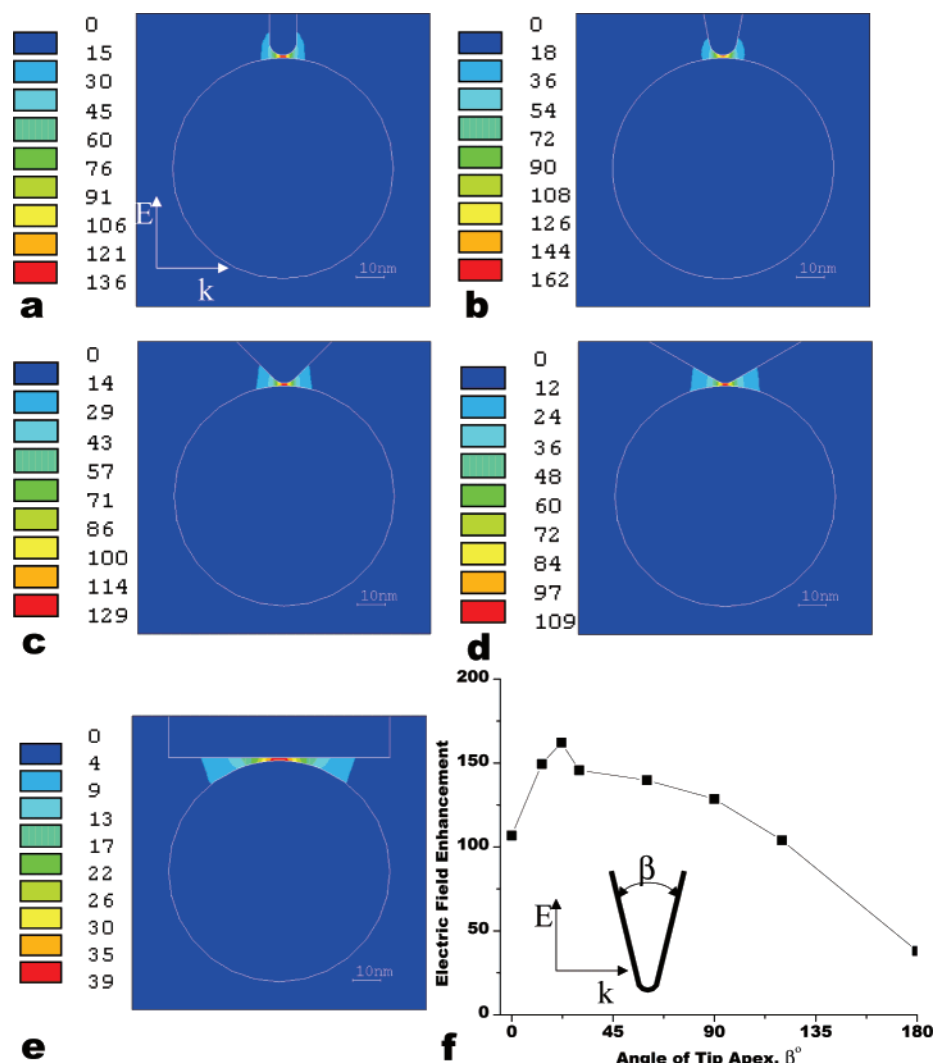 0
15
30
45
60
76
91
106
121
136
E
k
10nm
a
0
18
36
54
72
90
108
126
144
162
10nm
b
0
14
29
43
57
71
86
100
114
129
10nm
c
0
12
24
36
48
60
72
84
97
109
10nm
d
0
4
9
13
17
22
26
30
35
39
10nm
e
Electric Field Enhancement
200
150
100
50
0
β
E
k
0 45 90 135 180
Angle of Tip Apex, β°
f